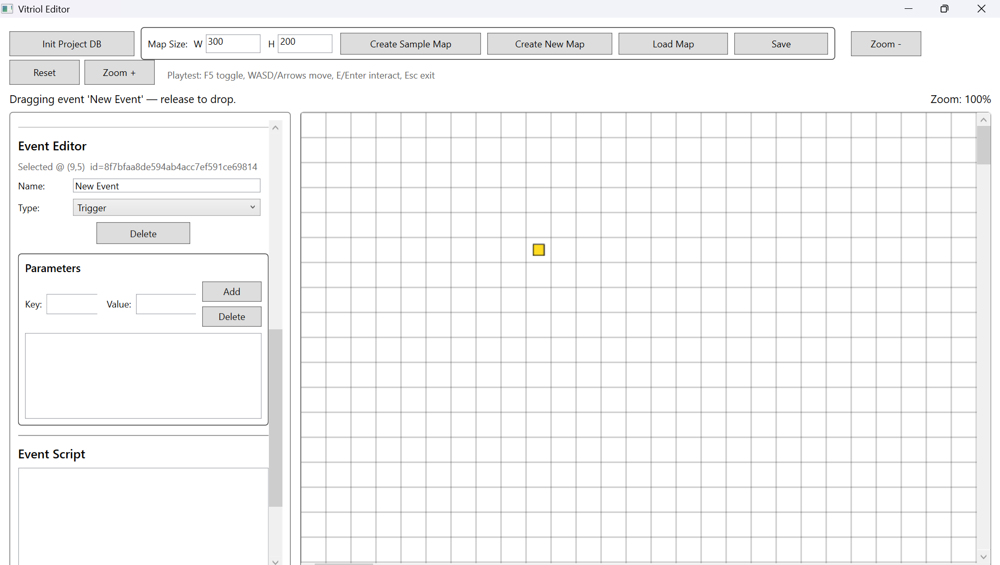 Vitriol Editor
Init Project DB
Map Size: W 300 H 200
Create Sample Map
Create New Map
Load Map
Save
Zoom -
Reset
Zoom +
Playtest: F5 toggle, WASD/Arrows move, E/Enter interact, Esc exit
Dragging event 'New Event' — release to drop.
Zoom: 100%
Event Editor
Selected @ (9,5) id=8f7bfaa8de594ab4acc7ef591ce69814
Name: New Event
Type: Trigger
Delete
Parameters
Key:
Value:
Add
Delete
Event Script